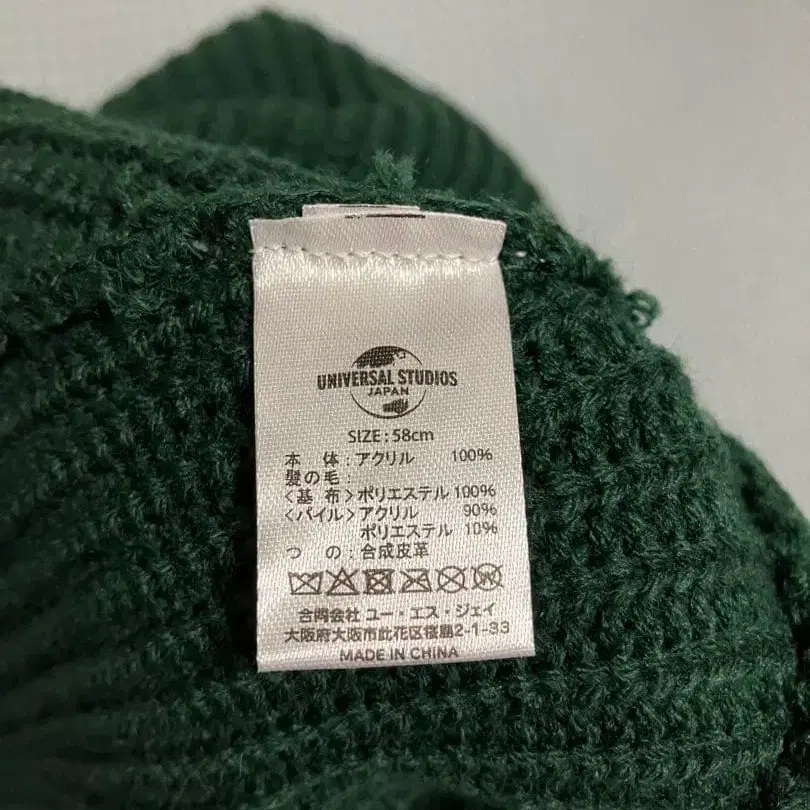 UNIVERSAL STUDIOS
JAPAN
SIZE : 58cm
本 体 : アクリル 100%
髪の毛 :
<基 布> ポリエステル 100%
<パイル> アクリル 90%
ポリエステル 10%
つ の : 合成皮革
合同会社 ユー・エス・ジェイ
大阪府大阪市此花区桜島2-1-33
MADE IN CHINA